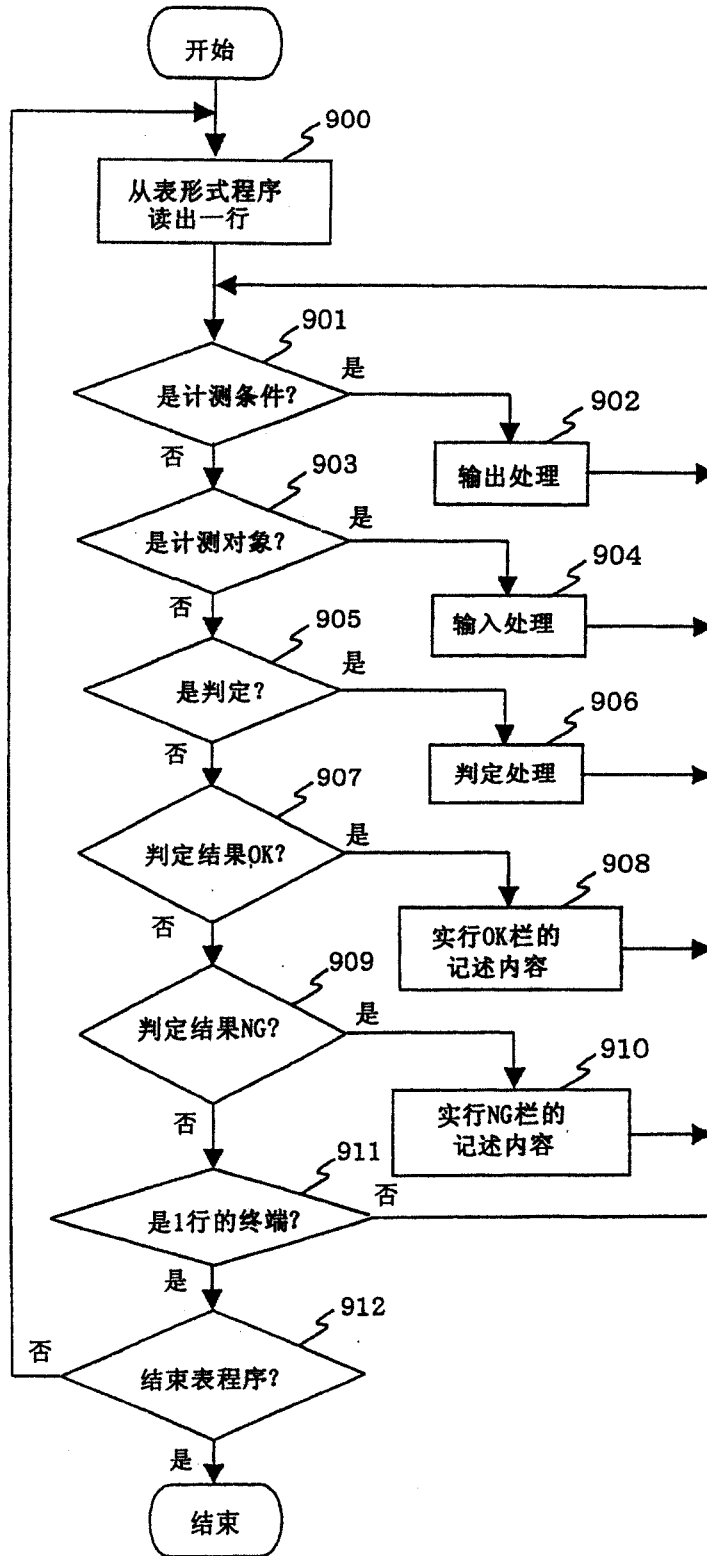 开始
900
从表形式程序
读出一行
901
是计测条件?
是
902
输出处理
否
903
是计测对象?
是
904
输入处理
否
905
是判定?
是
906
判定处理
否
907
判定结果OK?
是
908
实行OK栏的
记述内容
否
909
判定结果NG?
是
910
实行NG栏的
记述内容
否
911
是1行的终端?
否
是
912
否
结束表程序?
是
结束